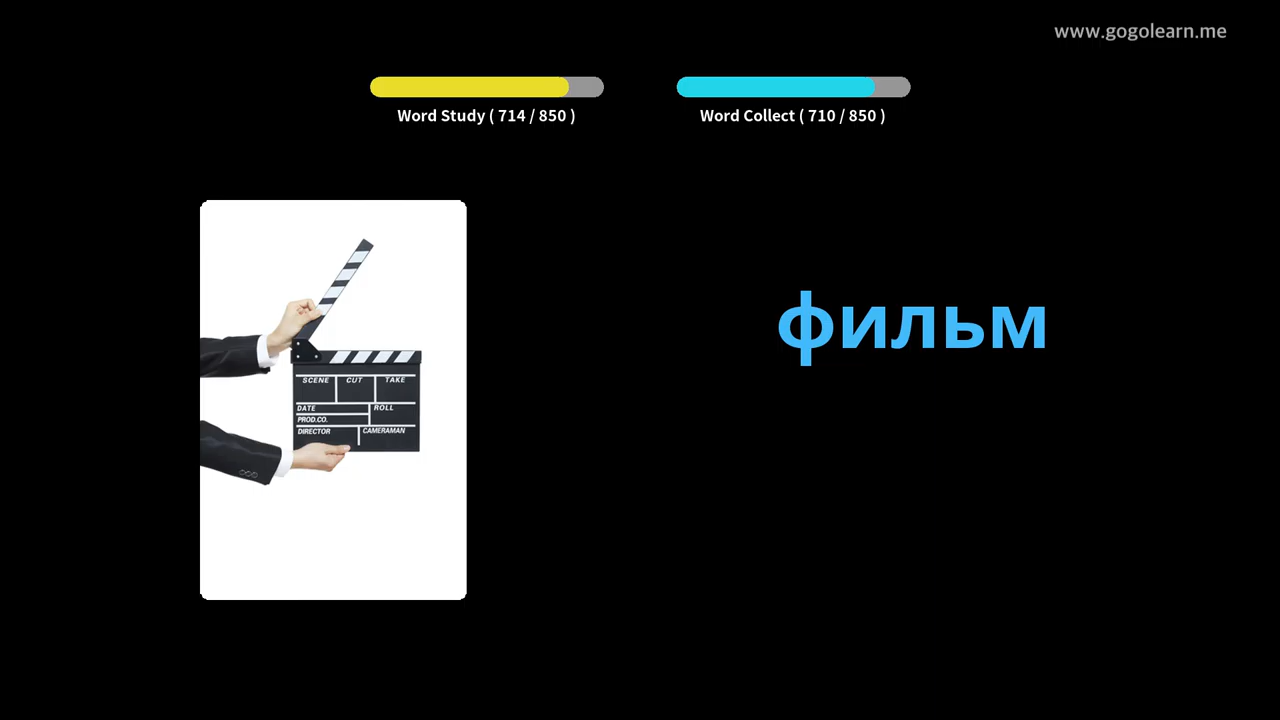 www.gogolearn.me
Word Study ( 714 / 850 )
Word Collect ( 710 / 850 )
фильм
SCENE CUT TAKE
DATE ROLL
PROD.CO.
DIRECTOR CAMERAMAN